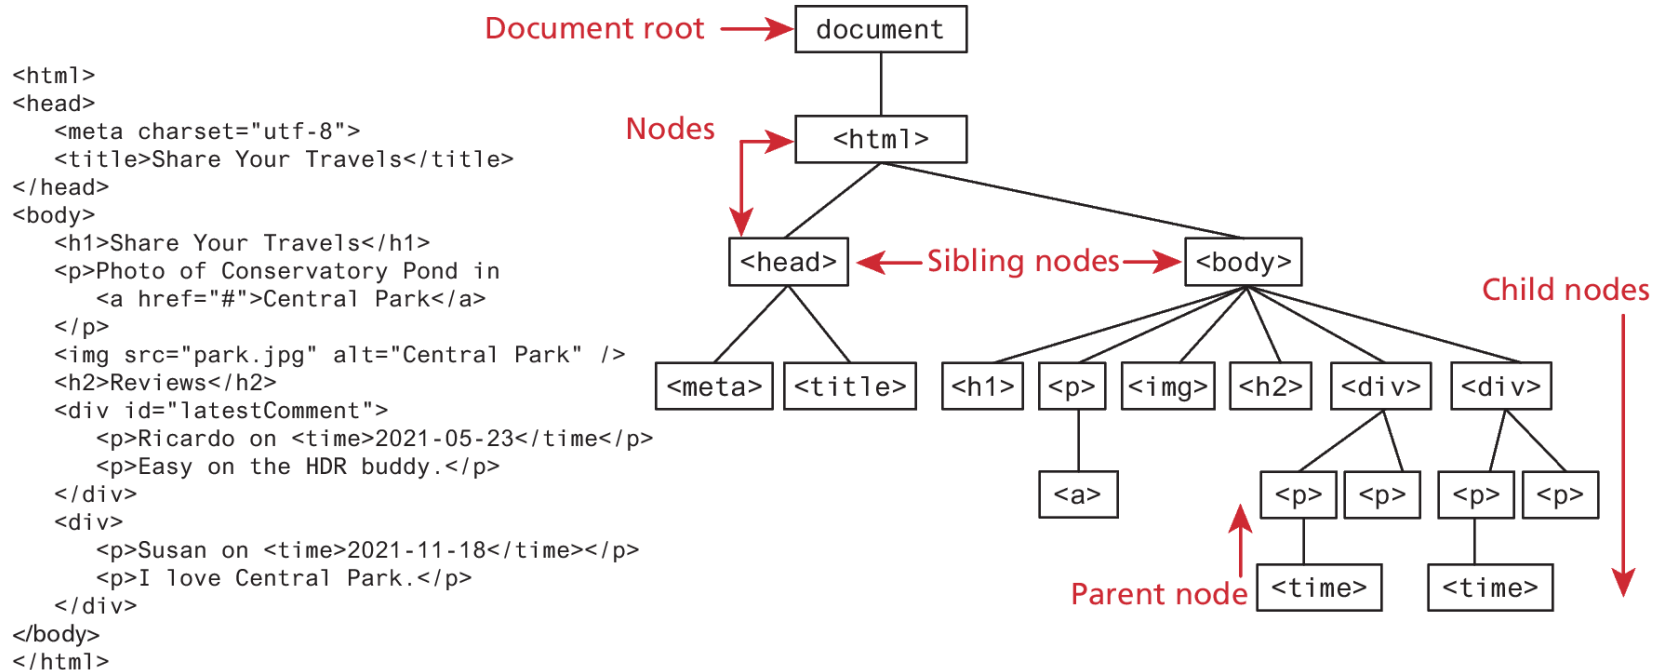 <html>
<head>
<meta charset="utf-8">
<title>Share Your Travels</title>
</head>
<body>
<h1>Share Your Travels</h1>
<p>Photo of Conservatory Pond in
<a href="#">Central Park</a>
</p>
<img src="park.jpg" alt="Central Park" />
<h2>Reviews</h2>
<div id="latestComment">
<p>Ricardo on <time>2021-05-23</time</p>
<p>Easy on the HDR buddy.</p>
</div>
<div>
<p>Susan on <time>2021-11-18</time></p>
<p>I love Central Park.</p>
</div>
</body>
</html>
Document root
document
Nodes
<html>
<head>
Sibling nodes
<body>
Child nodes
<meta>
<title>
<h1>
<p>
<img>
<h2>
<div>
<div>
<a>
<p>
<p>
<p>
<p>
Parent node
<time>
<time>